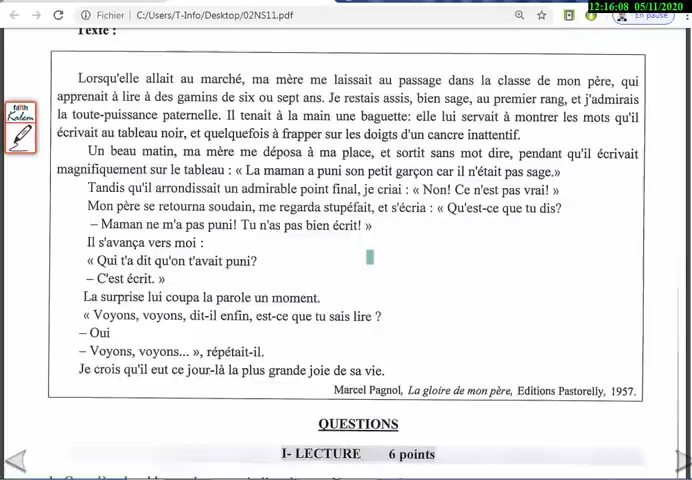 12:16:08 05/11/2020
Fichier | C:/Users/T-Info/Desktop/02NS11.pdf
En pause
Texte :
Lorsqu'elle allait au marché, ma mère me laissait au passage dans la classe de mon père, qui
apprenait à lire à des gamins de six ou sept ans. Je restais assis, bien sage, au premier rang, et j'admirais
la toute-puissance paternelle. Il tenait à la main une baguette: elle lui servait à montrer les mots qu'il
écrivait au tableau noir, et quelquefois à frapper sur les doigts d'un cancre inattentif.
Un beau matin, ma mère me déposa à ma place, et sortit sans mot dire, pendant qu'il écrivait
magnifiquement sur le tableau : « La maman a puni son petit garçon car il n'était pas sage.»
Tandis qu'il arrondissait un admirable point final, je criai : « Non! Ce n'est pas vrai! »
Mon père se retourna soudain, me regarda stupéfait, et s'écria : « Qu'est-ce que tu dis?
– Maman ne m'a pas puni! Tu n'as pas bien écrit! »
Il s'avança vers moi :
« Qui t'a dit qu'on t'avait puni?
– C'est écrit. »
La surprise lui coupa la parole un moment.
« Voyons, voyons, dit-il enfin, est-ce que tu sais lire ?
– Oui
– Voyons, voyons... », répétait-il.
Je crois qu'il eut ce jour-là la plus grande joie de sa vie.
Marcel Pagnol, La gloire de mon père, Editions Pastorelly, 1957.
QUESTIONS
I- LECTURE 6 points
Kalem